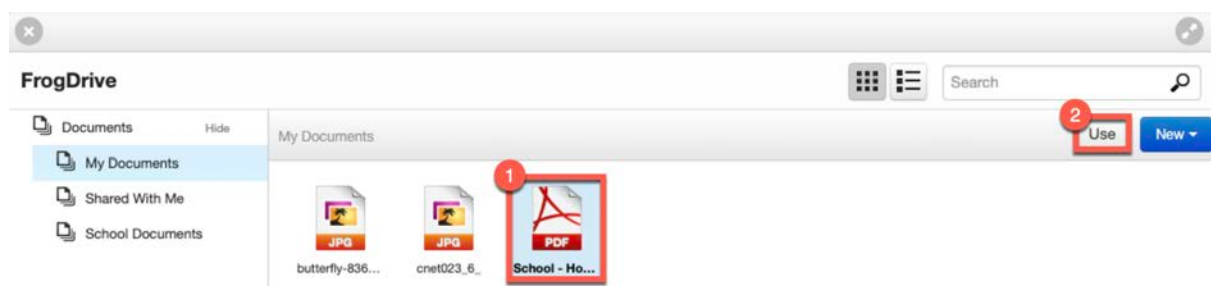 FrogDrive
Search
Documents Hide
My Documents
Shared With Me
School Documents
My Documents
2
Use
New
1
JPG
JPG
PDF
butterfly-836...
cnet023_6_
School - Ho...